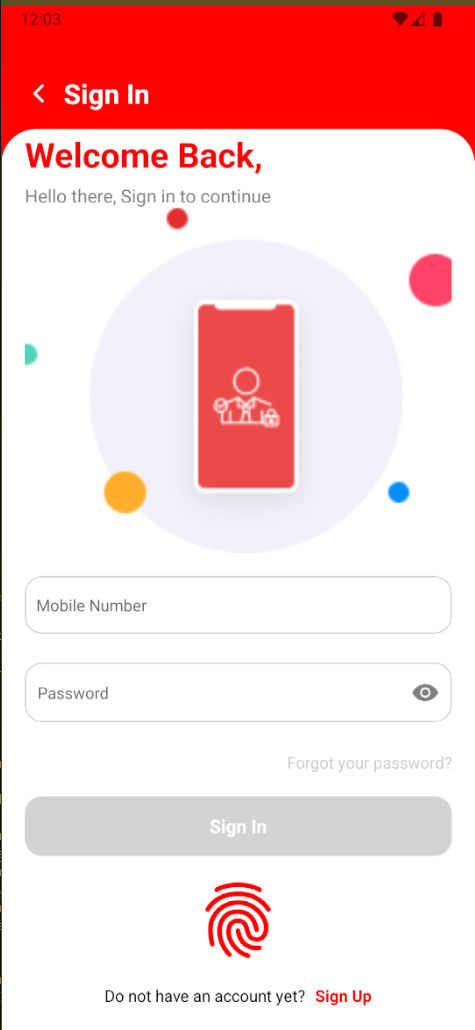 12:03
Sign In
Welcome Back,
Hello there, Sign in to continue
Mobile Number
Password
Forgot your password?
Sign In
Do not have an account yet? Sign Up